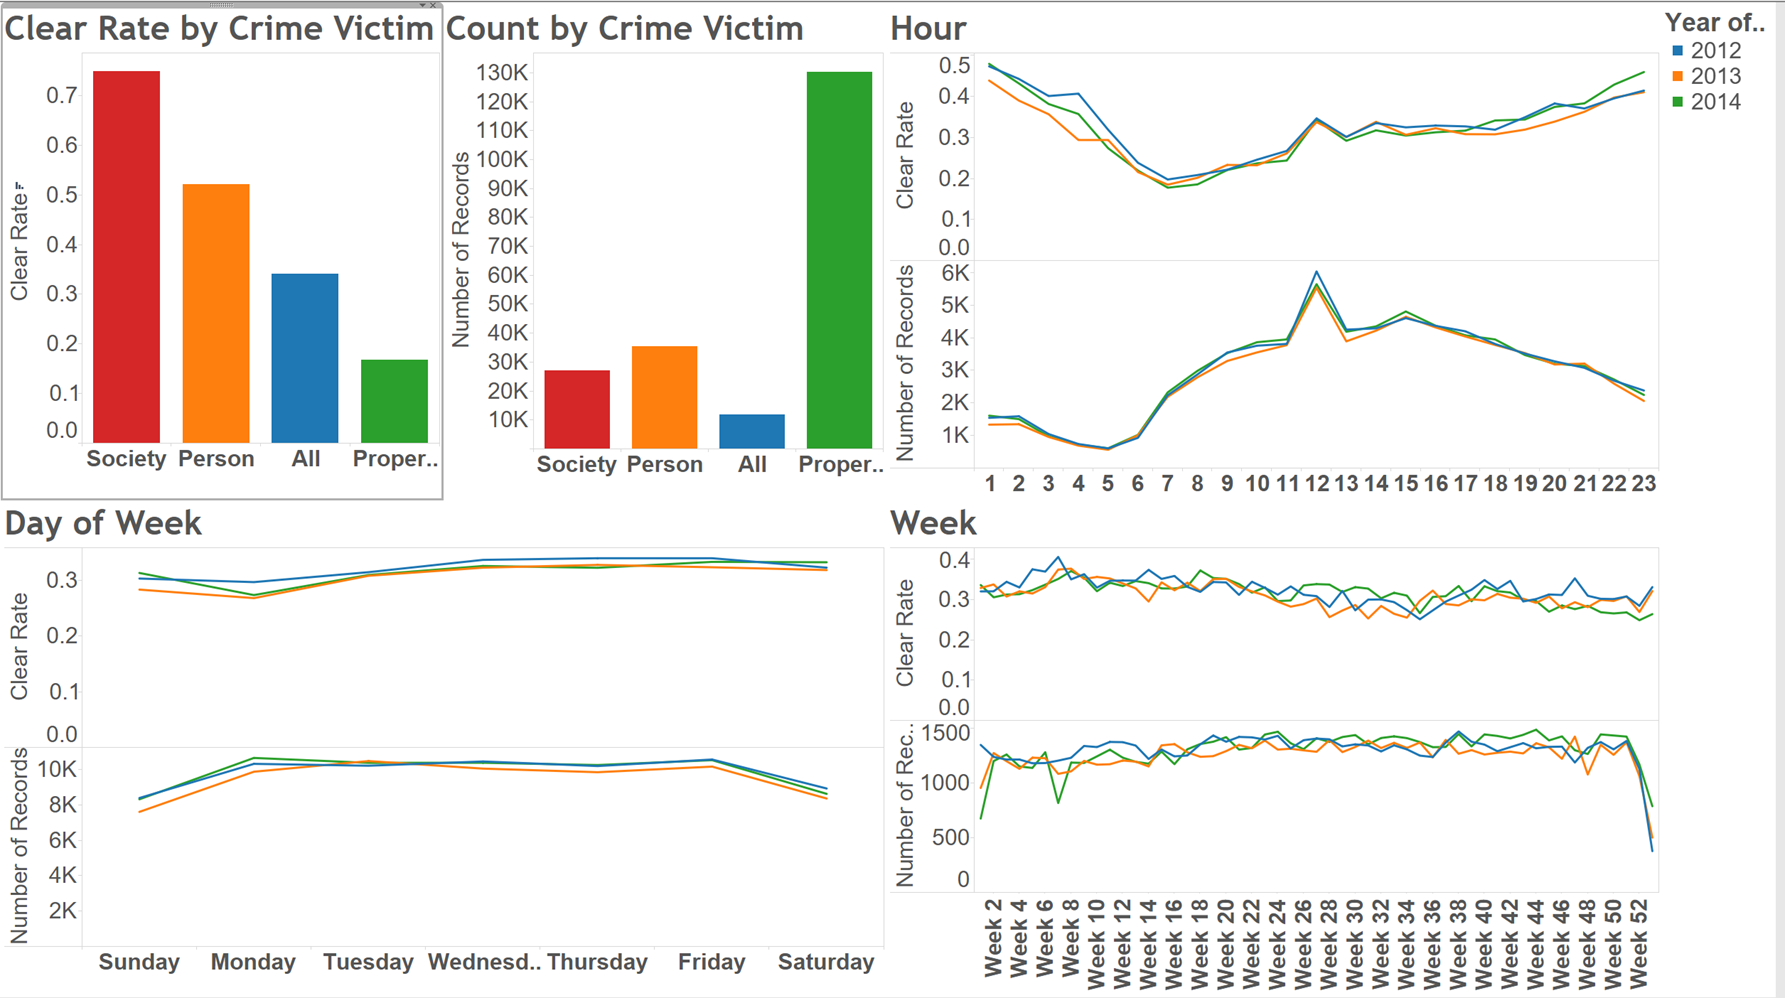 Clear Rate by Crime Victim
Clear Rate
0.7
0.6
0.5
0.4
0.3
0.2
0.1
0.0
Society Person All Proper..
Count by Crime Victim
Number of Records
130K
120K
110K
100K
90K
80K
70K
60K
50K
40K
30K
20K
10K
Society Person All Proper..
Hour
Clear Rate
0.5
0.4
0.3
0.2
0.1
0.0
Number of Records
6K
5K
4K
3K
2K
1K
1 2 3 4 5 6 7 8 9 10 11 12 13 14 15 16 17 18 19 20 21 22 23
Year of..
2012
2013
2014
Day of Week
Clear Rate
0.3
0.2
0.1
0.0
Number of Records
10K
8K
6K
4K
2K
Sunday Monday Tuesday Wednesd.. Thursday Friday Saturday
Week
Clear Rate
0.4
0.3
0.2
0.1
0.0
Number of Rec..
1500
1000
500
0
Week 2
Week 4
Week 6
Week 8
Week 10
Week 12
Week 14
Week 16
Week 18
Week 20
Week 22
Week 24
Week 26
Week 28
Week 30
Week 32
Week 34
Week 36
Week 38
Week 40
Week 42
Week 44
Week 46
Week 48
Week 50
Week 52